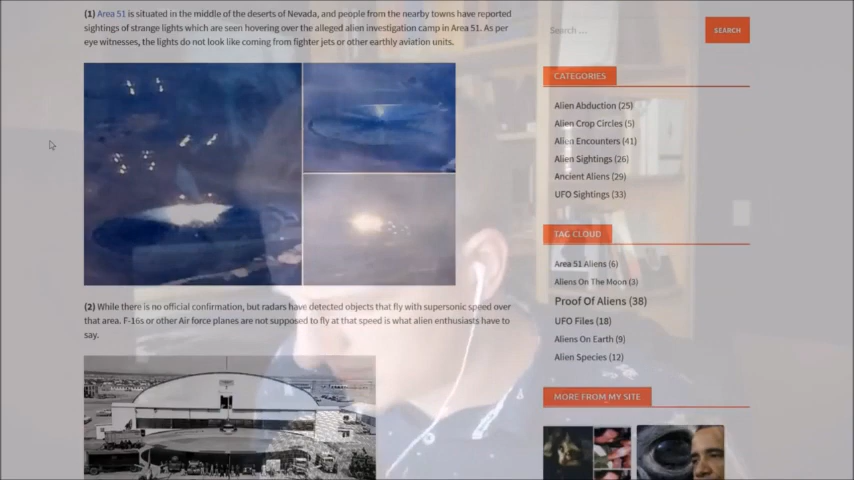 (1) Area 51 is situated in the middle of the deserts of Nevada, and people from the nearby towns have reported
sightings of strange lights which are seen hovering over the alleged alien investigation camp in Area 51. As per
eye witnesses, the lights do not look like coming from fighter jets or other earthly aviation units.
(2) While there is no official confirmation, but radars have detected objects that fly with supersonic speed over
that area. F-16s or other Air force planes are not supposed to fly at that speed is what alien enthusiasts have to
say.
Search ...
SEARCH
CATEGORIES
Alien Abduction (25)
Alien Crop Circles (5)
Alien Encounters (41)
Alien Sightings (26)
Ancient Aliens (29)
UFO Sightings (33)
TAG CLOUD
Area 51 Aliens (6)
Aliens On The Moon (3)
Proof Of Aliens (38)
UFO Files (18)
Aliens On Earth (9)
Alien Species (12)
MORE FROM MY SITE